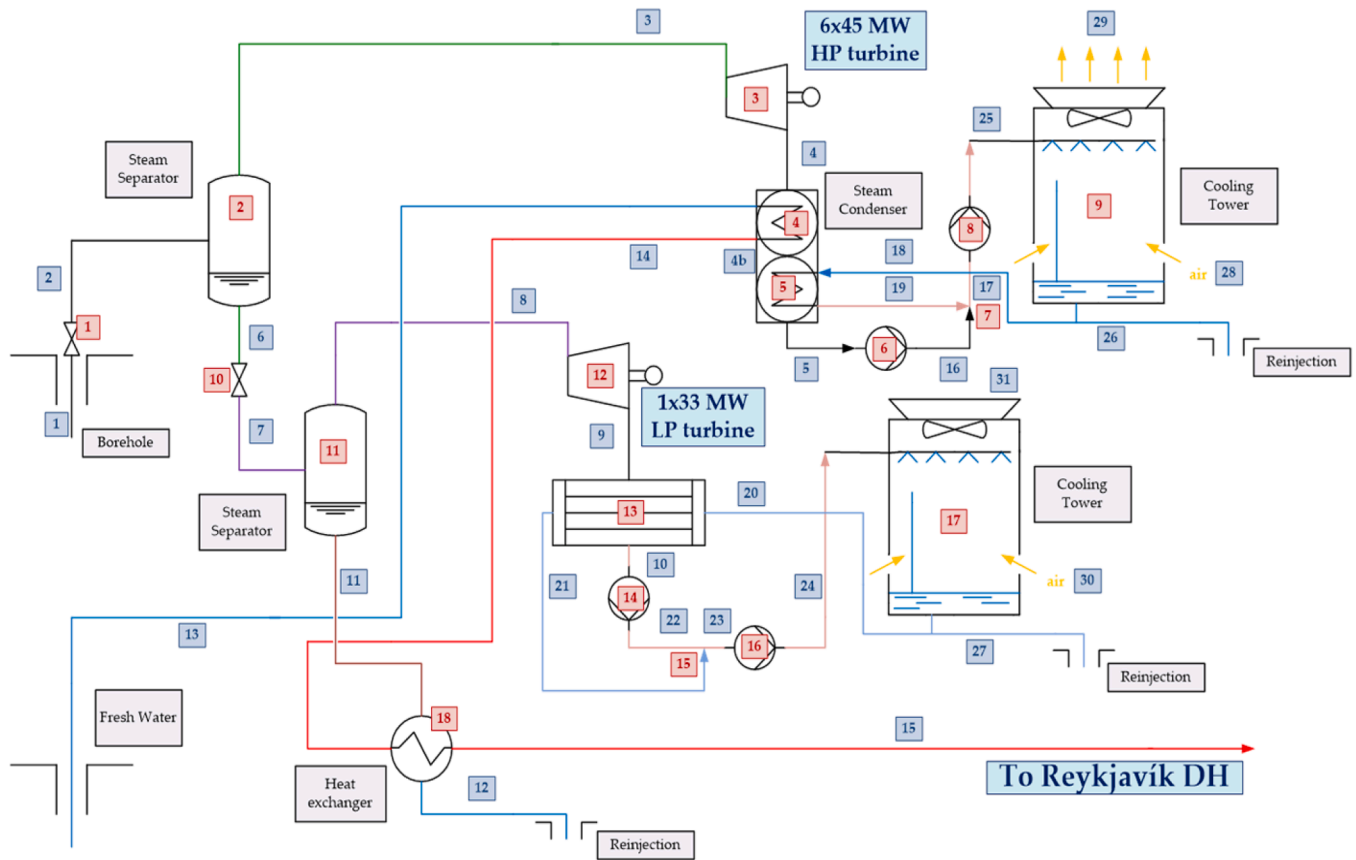 3
6x45 MW
HP turbine
29
3
25
Steam
Separator
4
Steam
Condenser
Cooling
Tower
2
4
9
8
2
14
4b
18
air 28
5
19
17
1
6
8
7
10
12
6
26
Reinjection
5
16
31
1
Borehole
7
1x33 MW
LP turbine
11
9
Steam
Separator
20
Cooling
Tower
13
17
11
21
10
24
air 30
14
22
23
13
15
16
27
Reinjection
Fresh Water
18
15
Heat
exchanger
12
To Reykjavík DH
Reinjection